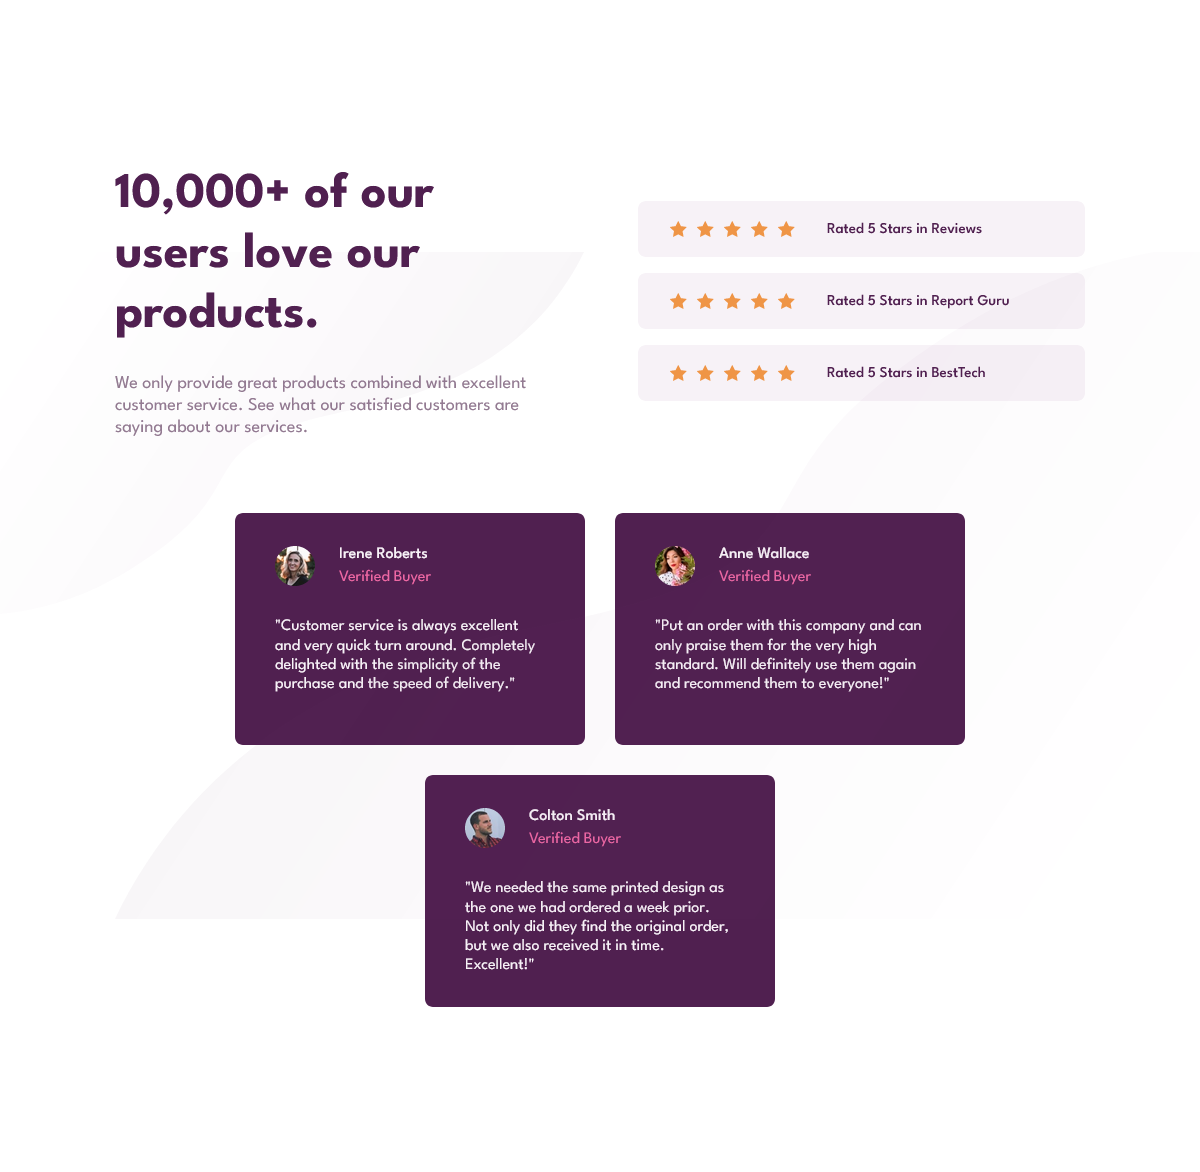 10,000+ of our
users love our
products.
We only provide great products combined with excellent
customer service. See what our satisfied customers are
saying about our services.
Rated 5 Stars in Reviews
Rated 5 Stars in Report Guru
Rated 5 Stars in BestTech
Irene Roberts
Verified Buyer
"Customer service is always excellent
and very quick turn around. Completely
delighted with the simplicity of the
purchase and the speed of delivery."
Anne Wallace
Verified Buyer
"Put an order with this company and can
only praise them for the very high
standard. Will definitely use them again
and recommend them to everyone!"
Colton Smith
Verified Buyer
"We needed the same printed design as
the one we had ordered a week prior.
Not only did they find the original order,
but we also received it in time.
Excellent!"